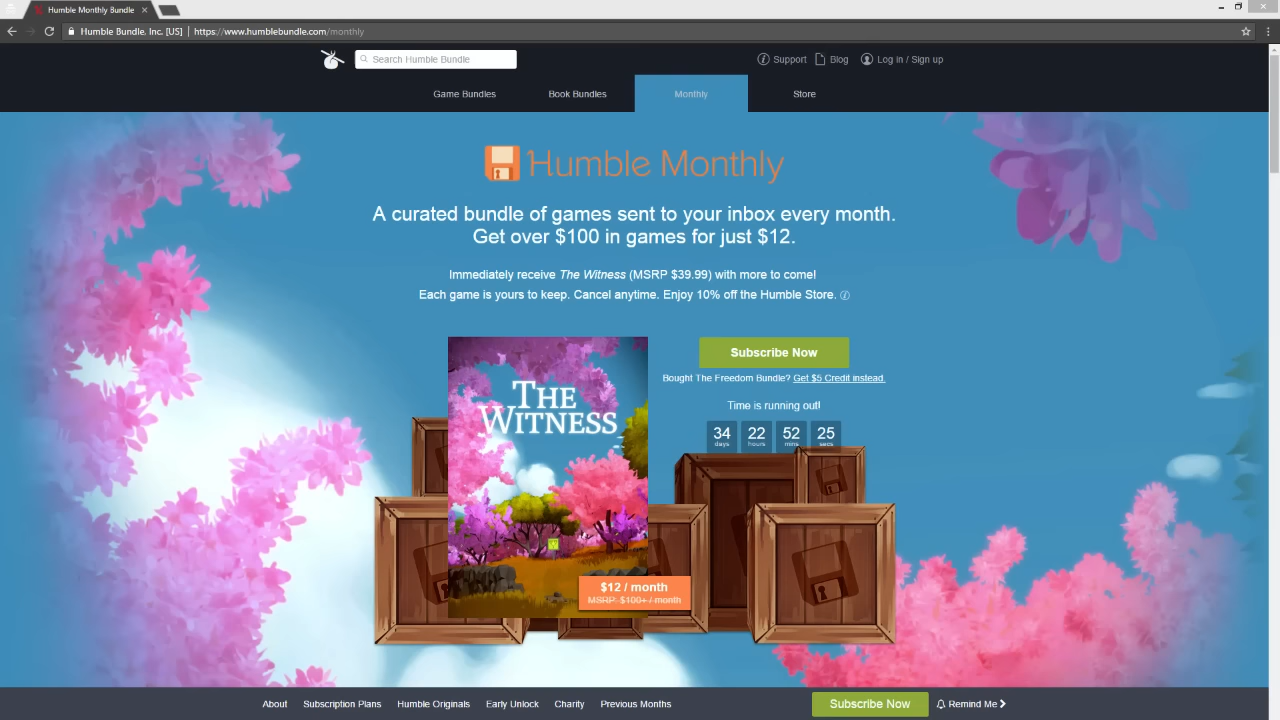 Humble Monthly Bundle
Humble Bundle, Inc. [US] | https://www.humblebundle.com/monthly
Search Humble Bundle
Support
Blog
Log in / Sign up
Game Bundles
Book Bundles
Monthly
Store
Humble Monthly
A curated bundle of games sent to your inbox every month.
Get over $100 in games for just $12.
Immediately receive The Witness (MSRP $39.99) with more to come!
Each game is yours to keep. Cancel anytime. Enjoy 10% off the Humble Store.
THE
WITNESS
$12 / month
MSRP: $100+ / month
Subscribe Now
Bought The Freedom Bundle? Get $5 Credit instead.
Time is running out!
34 22 52 25
days hours mins secs
About
Subscription Plans
Humble Originals
Early Unlock
Charity
Previous Months
Subscribe Now
Remind Me